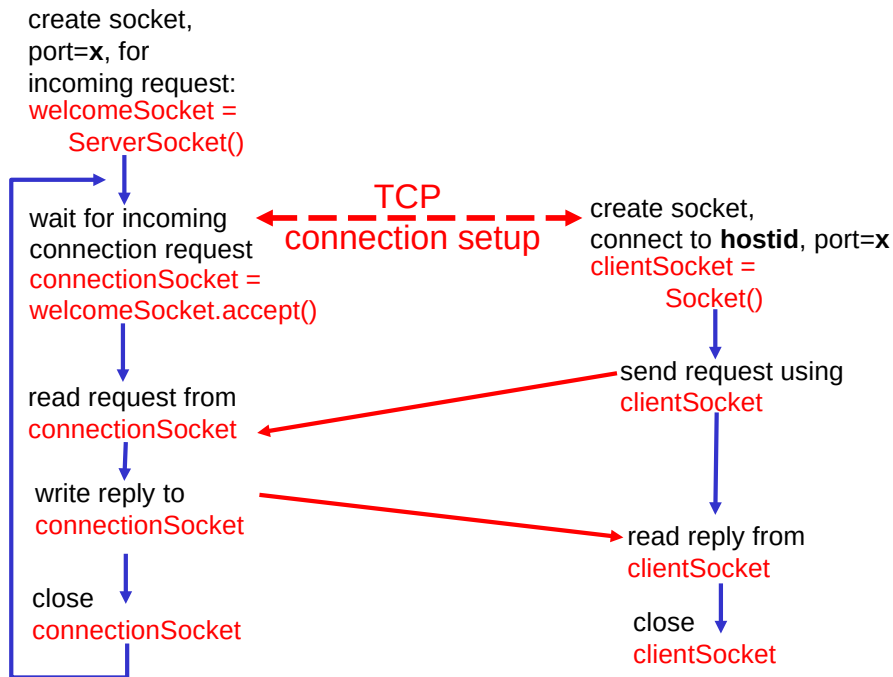 create socket,
port=x, for
incoming request:
welcomeSocket =
ServerSocket()
wait for incoming
connection request
connectionSocket =
welcomeSocket.accept()
read request from
connectionSocket
write reply to
connectionSocket
close
connectionSocket
TCP
connection setup
create socket,
connect to hostid, port=x
clientSocket =
Socket()
send request using
clientSocket
read reply from
clientSocket
close
clientSocket